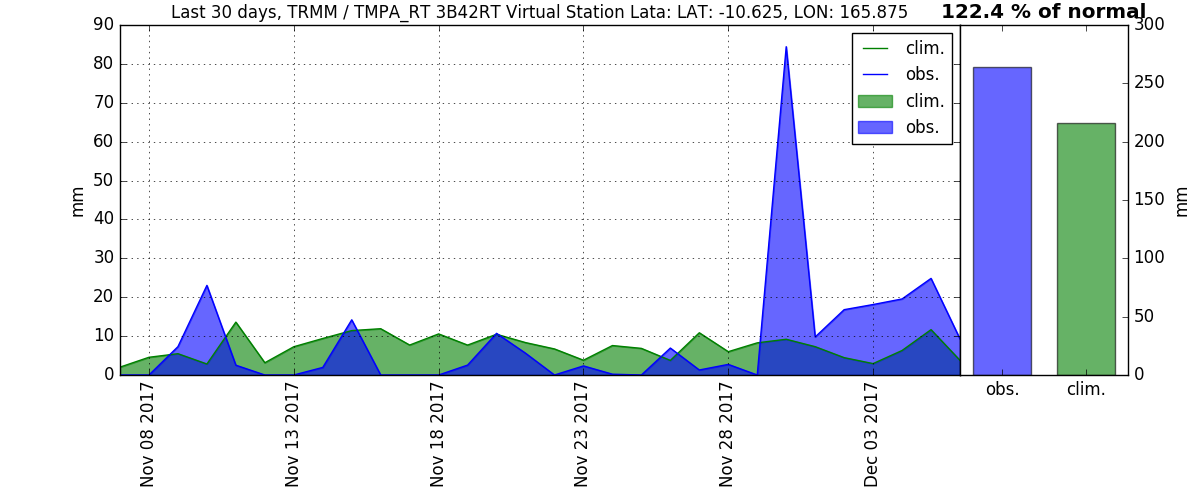 Last 30 days, TRMM / TMPA_RT 3B42RT Virtual Station Lata: LAT: -10.625, LON: 165.875
122.4 % of normal
90
80
70
60
50
40
30
20
10
0
mm
clim.
obs.
clim.
obs.
300
250
200
150
100
50
0
mm
obs.
clim.
Nov 08 2017
Nov 13 2017
Nov 18 2017
Nov 23 2017
Nov 28 2017
Dec 03 2017